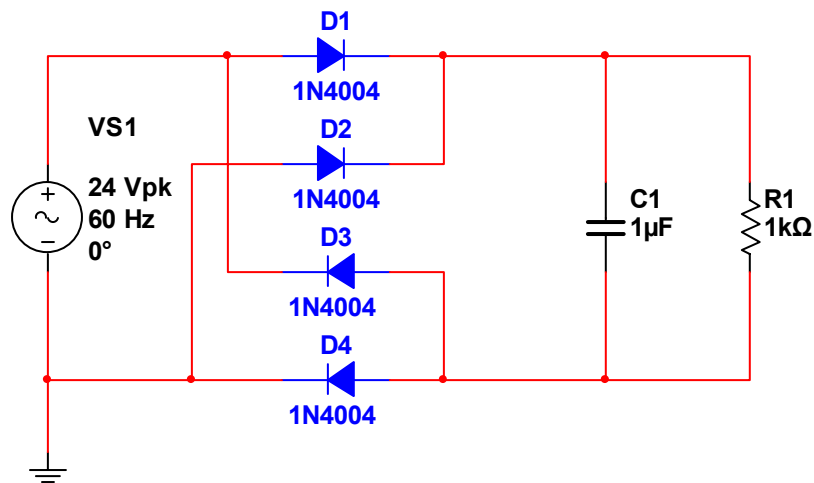 D1
1N4004
VS1
24 Vpk
60 Hz
0°
D2
1N4004
D3
1N4004
D4
1N4004
C1
1µF
R1
1kΩ